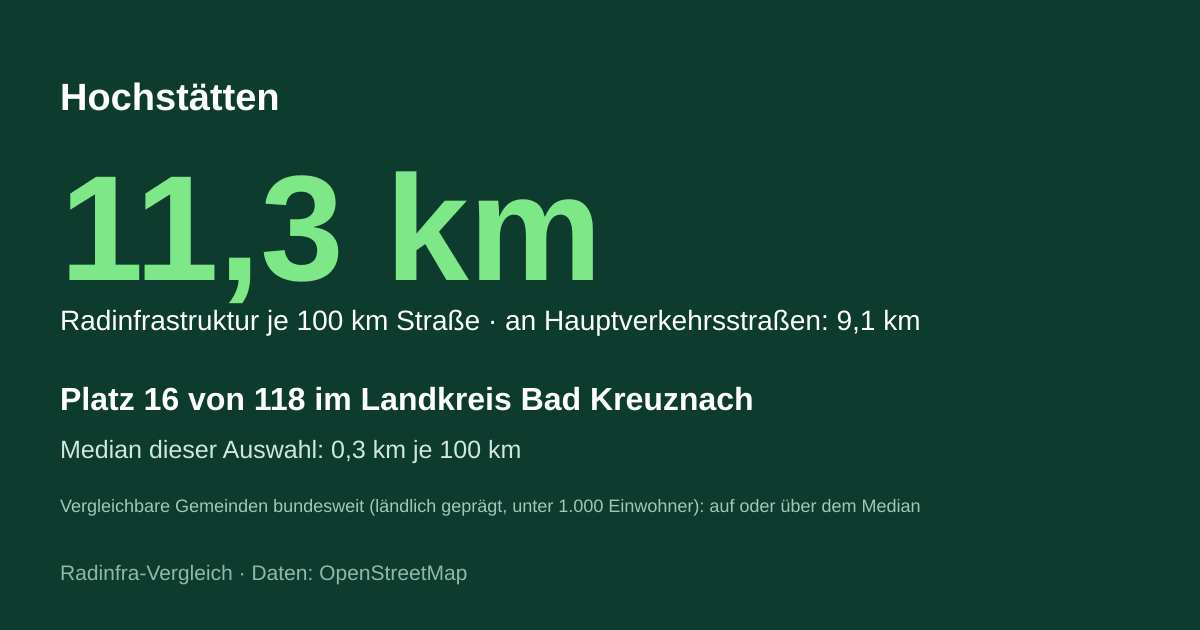 Hochstätten
11,3 km
Radinfrastruktur je 100 km Straße · an Hauptverkehrsstraßen: 9,1 km
Platz 16 von 118 im Landkreis Bad Kreuznach
Median dieser Auswahl: 0,3 km je 100 km
Vergleichbare Gemeinden bundesweit (ländlich geprägt, unter 1.000 Einwohner): auf oder über dem Median
Radinfra-Vergleich · Daten: OpenStreetMap